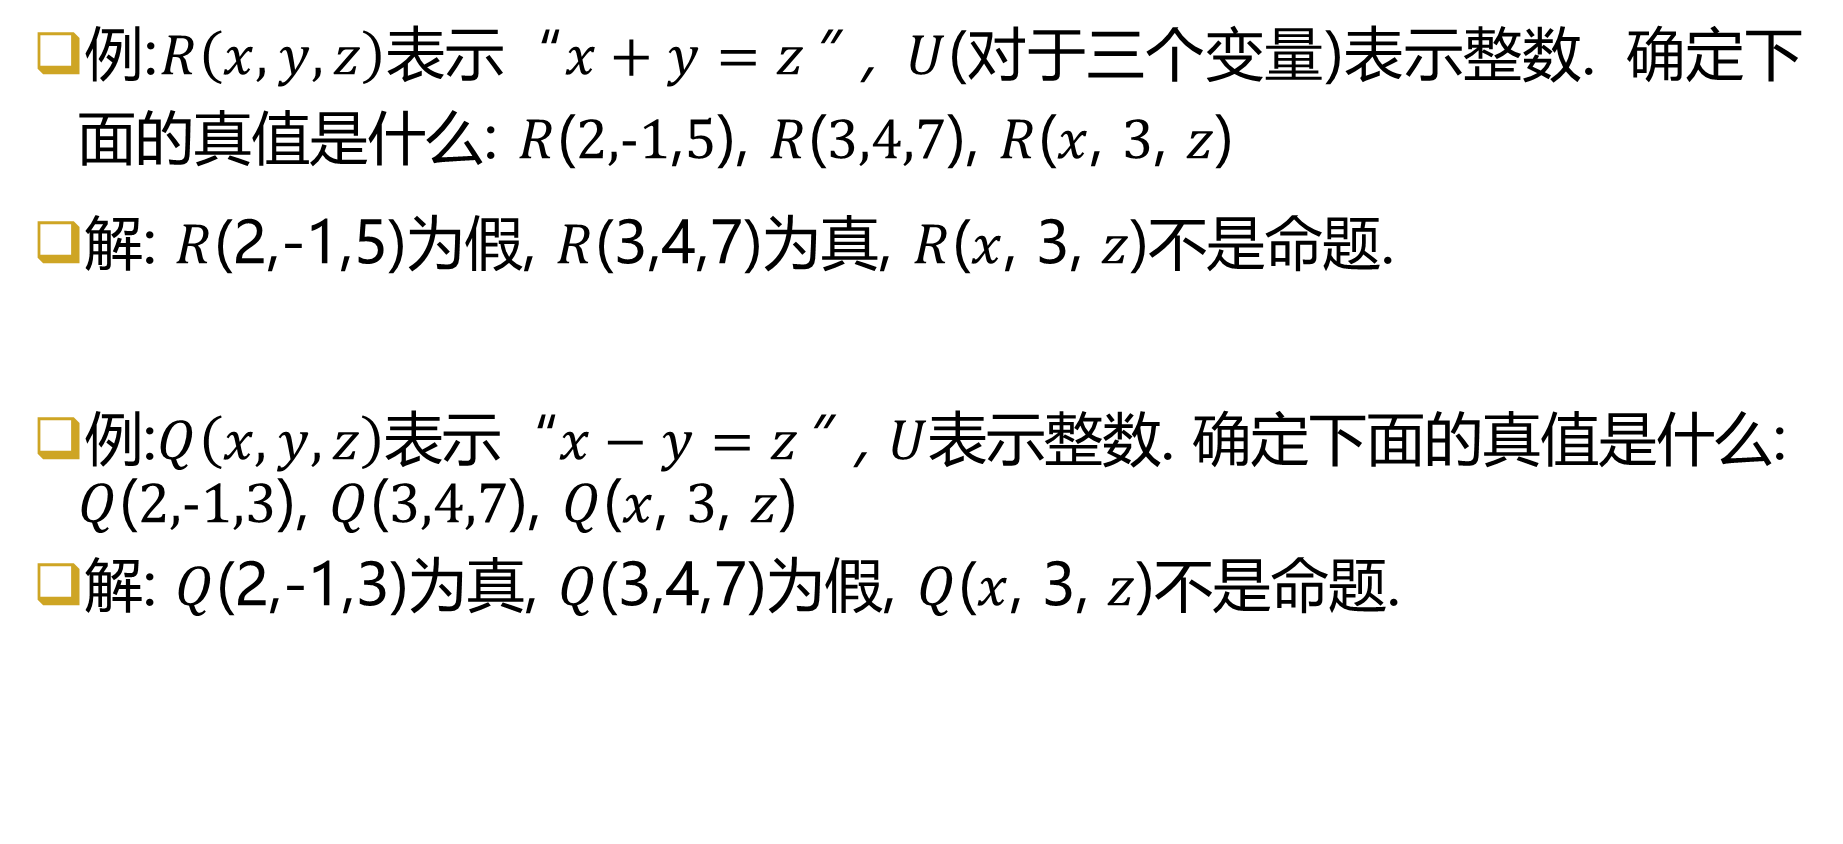 ❑例:R(x, y, z)表示 “x + y = z ”, U(对于三个变量)表示整数. 确定下
面的真值是什么: R(2,-1,5), R(3,4,7), R(x, 3, z)
❑解: R(2,-1,5)为假, R(3,4,7)为真, R(x, 3, z)不是命题.
❑例:Q(x, y, z)表示 “x − y = z ”, U表示整数. 确定下面的真值是什么:
Q(2,-1,3), Q(3,4,7), Q(x, 3, z)
❑解: Q(2,-1,3)为真, Q(3,4,7)为假, Q(x, 3, z)不是命题.